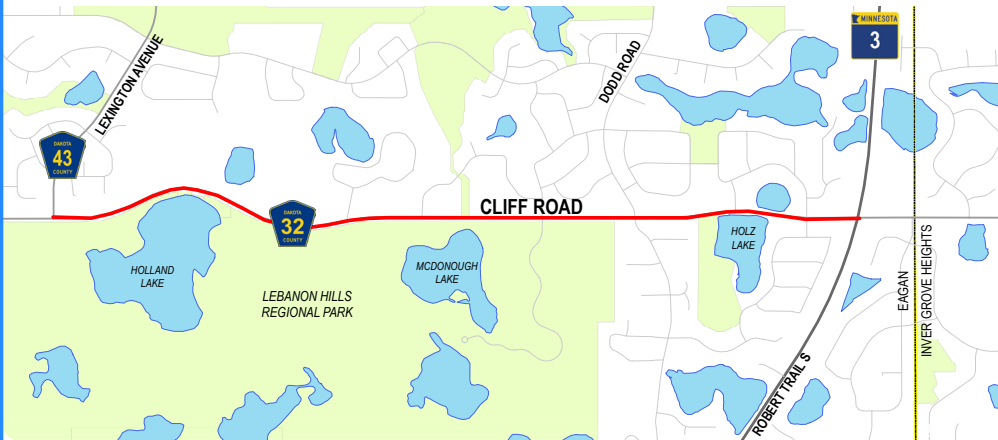 MINNESOTA
3
LEXINGTON AVENUE
DODD ROAD
DAKOTA
43
COUNTY
CLIFF ROAD
DAKOTA
32
COUNTY
HOLZ
LAKE
HOLLAND
LAKE
MCDONOUGH
LAKE
LEBANON HILLS
REGIONAL PARK
EAGAN
INVER GROVE HEIGHTS
ROBERT TRAIL S